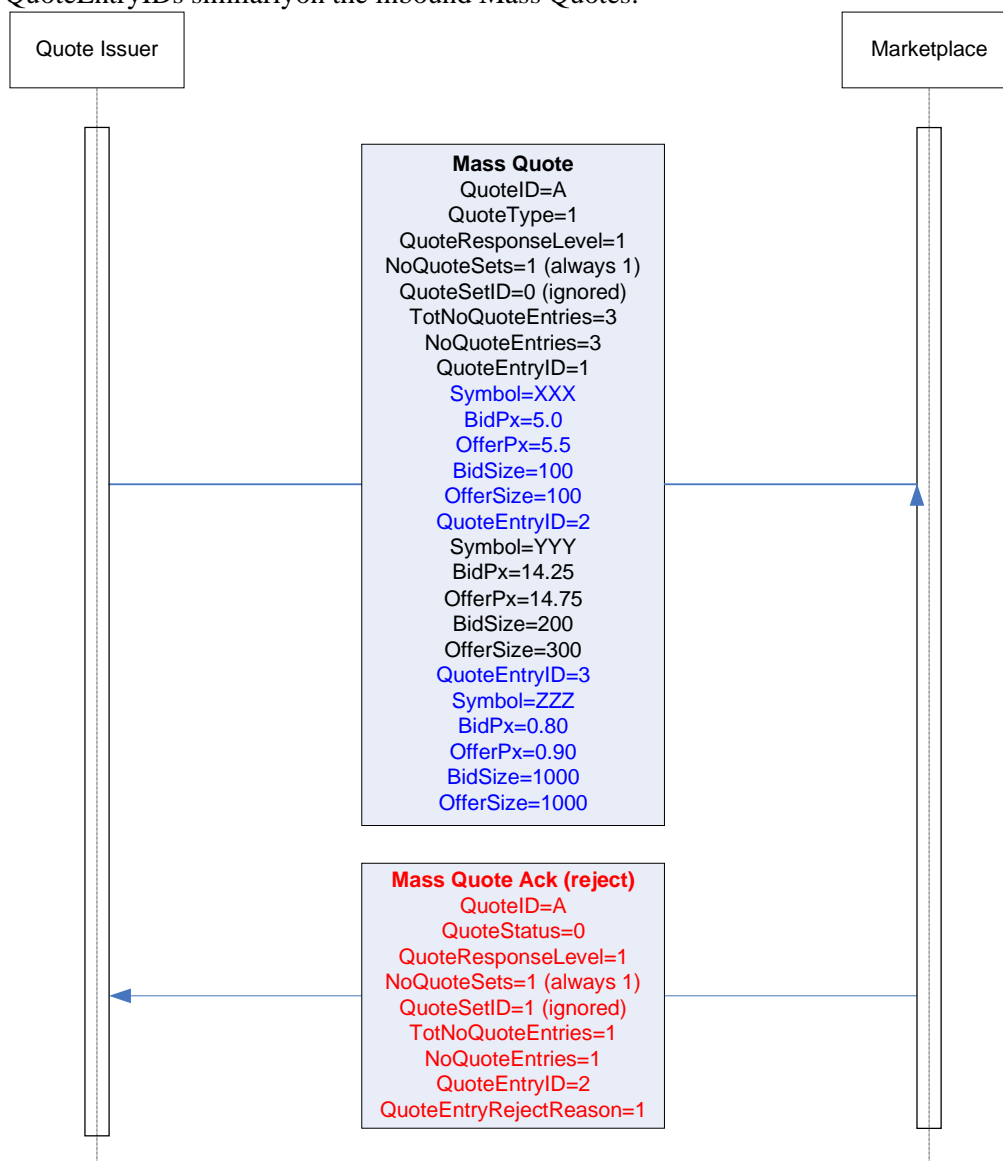 QuoteEntryIDs similarlyon the inbound Mass Quotes.
Quote Issuer
Marketplace
Mass Quote
QuoteID=A
QuoteType=1
QuoteResponseLevel=1
NoQuoteSets=1 (always 1)
QuoteSetID=0 (ignored)
TotNoQuoteEntries=3
NoQuoteEntries=3
QuoteEntryID=1
Symbol=XXX
BidPx=5.0
OfferPx=5.5
BidSize=100
OfferSize=100
QuoteEntryID=2
Symbol=YYY
BidPx=14.25
OfferPx=14.75
BidSize=200
OfferSize=300
QuoteEntryID=3
Symbol=ZZZ
BidPx=0.80
OfferPx=0.90
BidSize=1000
OfferSize=1000
Mass Quote Ack (reject)
QuoteID=A
QuoteStatus=0
QuoteResponseLevel=1
NoQuoteSets=1 (always 1)
QuoteSetID=1 (ignored)
TotNoQuoteEntries=1
NoQuoteEntries=1
QuoteEntryID=2
QuoteEntryRejectReason=1